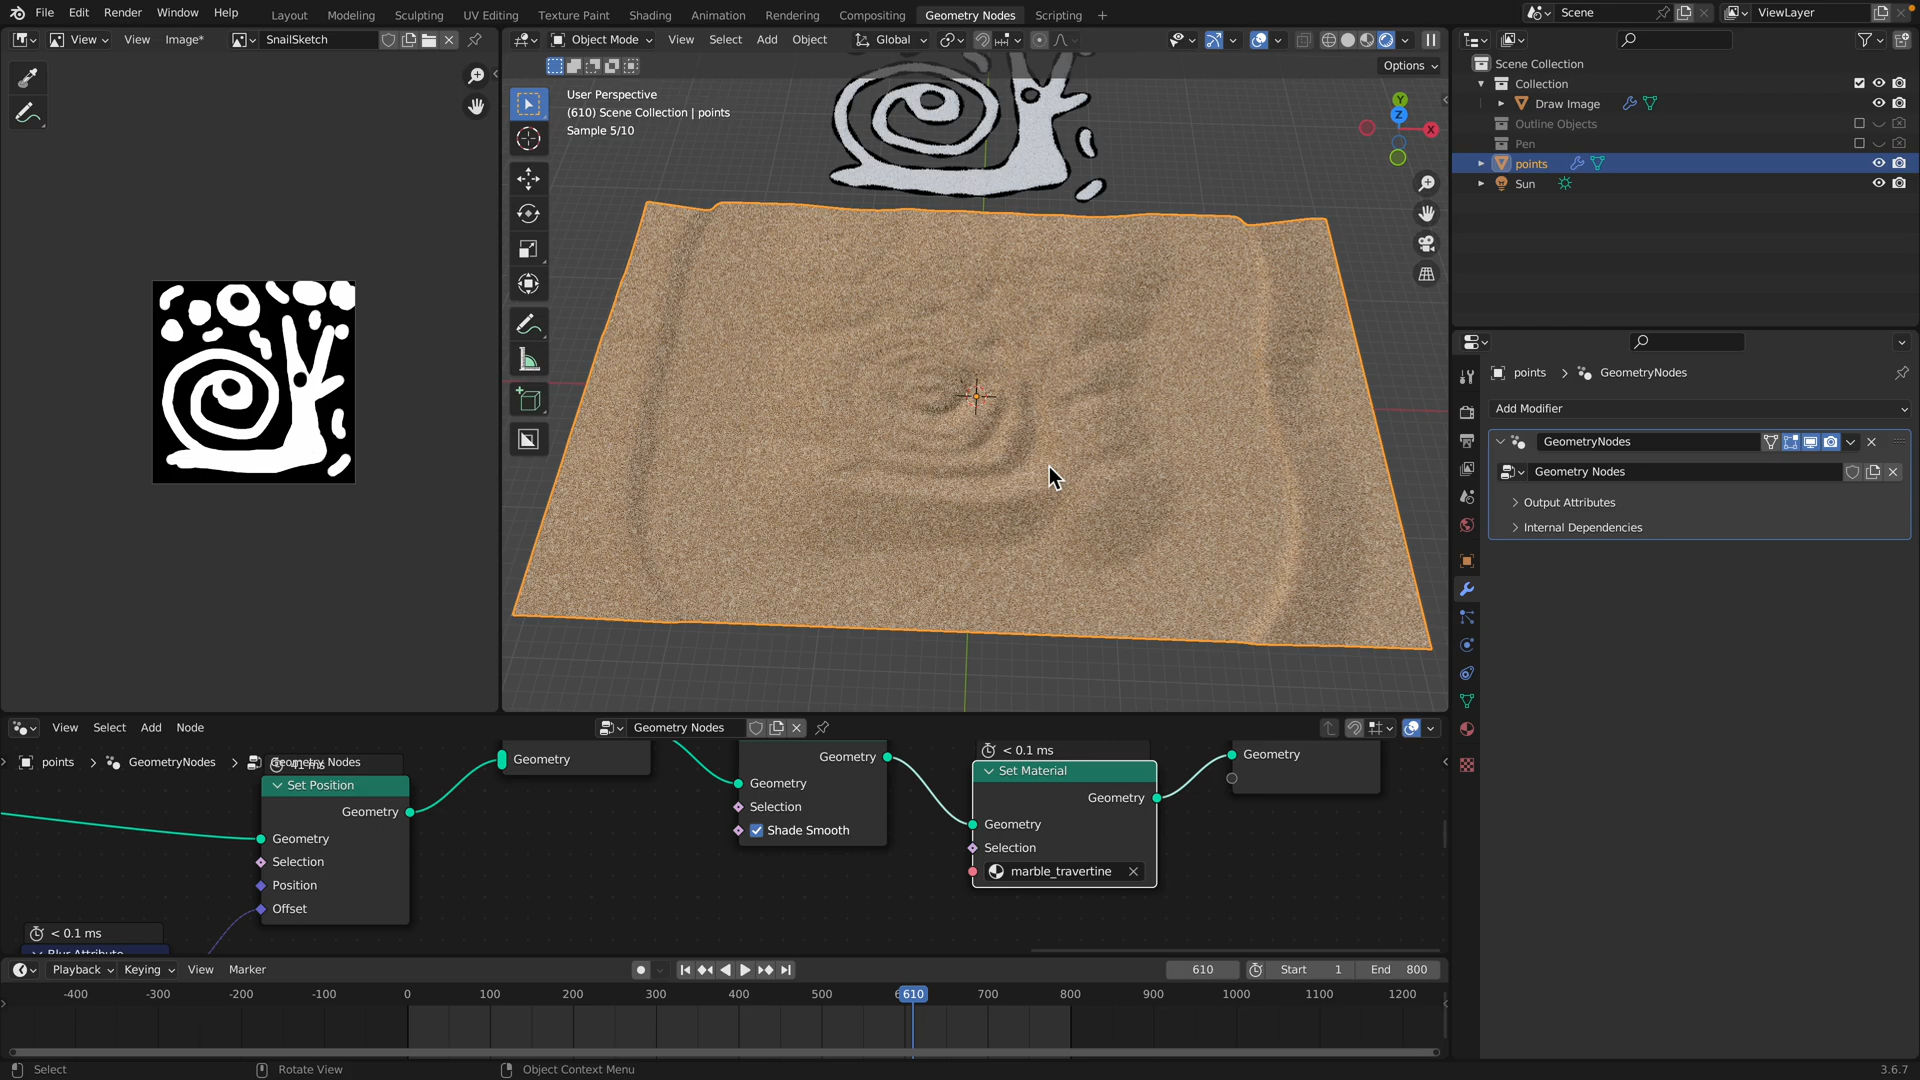 File Edit Render Window Help Layout Modeling Sculpting UV Editing Texture Paint Shading Animation Rendering Compositing Geometry Nodes Scripting + Scene ViewLayer
View View Image* SnailSketch
Object Mode View Select Add Object Global
Options
User Perspective
(610) Scene Collection | points
Sample 5/10
Y
Z
X
Scene Collection
Collection
Draw Image
Outline Objects
Pen
points
Sun
points GeometryNodes
Add Modifier
GeometryNodes
Geometry Nodes
Output Attributes
Internal Dependencies
View Select Add Node Geometry Nodes
points GeometryNodes Geometry Nodes
Set Position
Geometry
Geometry
Selection
Position
Offset
< 0.1 ms
Blur Attribute
Geometry
Geometry
Geometry
Selection
Shade Smooth
< 0.1 ms
Set Material
Geometry
Geometry
Selection
marble_travertine
Geometry
Playback Keying View Marker 610 Start 1 End 800
-400 -300 -200 -100 0 100 200 300 400 500 610 700 800 900 1000 1100 1200
Select Rotate View Object Context Menu 3.6.7